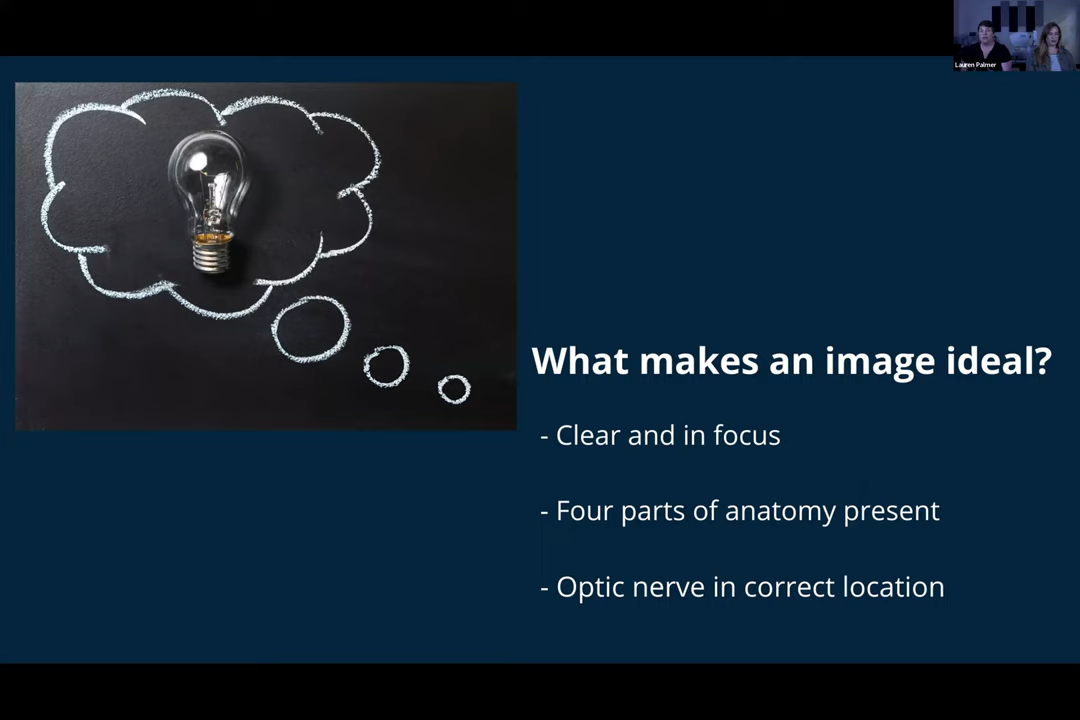 Lauren Palmer
What makes an image ideal?
- Clear and in focus
- Four parts of anatomy present
- Optic nerve in correct location